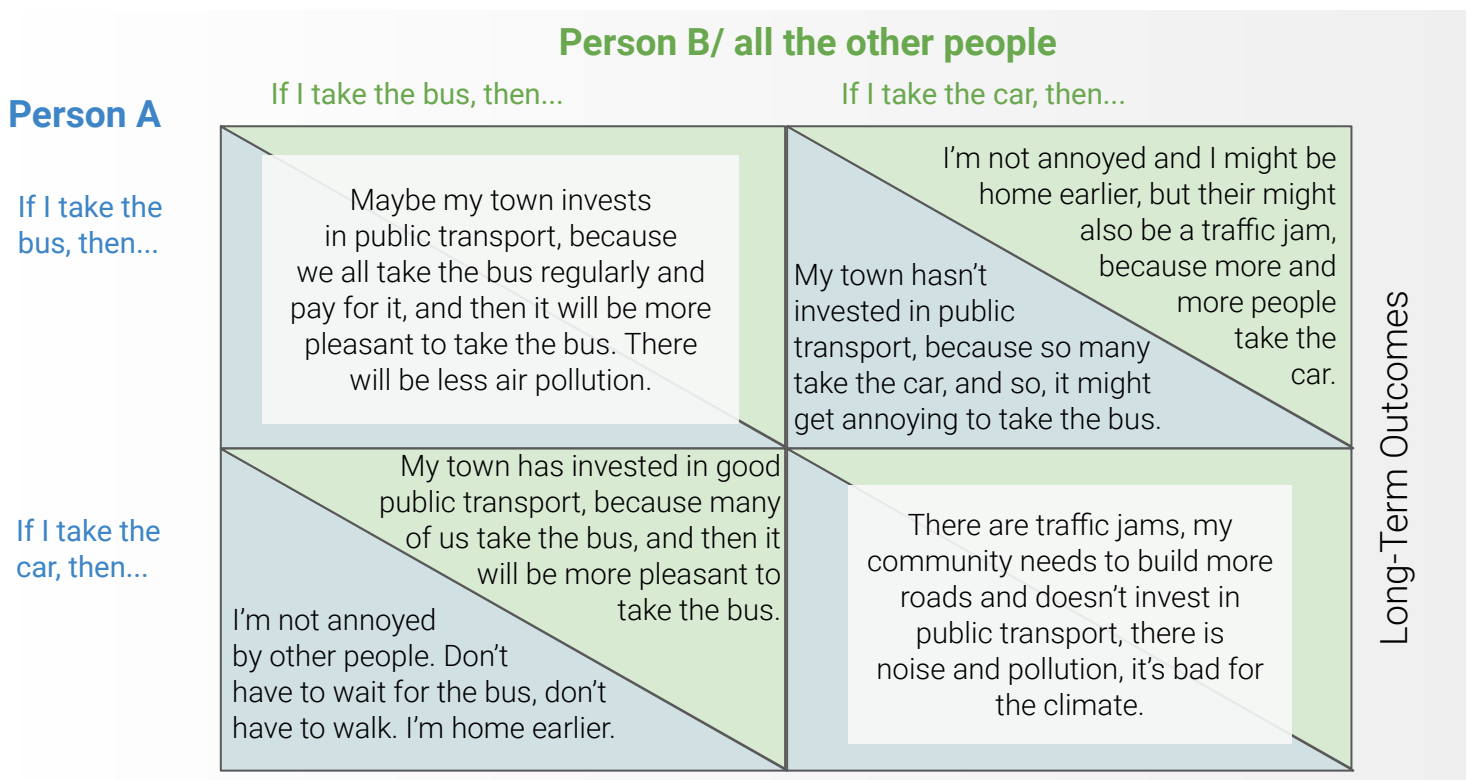 Person B/ all the other people
If I take the bus, then...
If I take the car, then...
Person A
If I take the
bus, then...
Maybe my town invests
in public transport, because
we all take the bus regularly and
pay for it, and then it will be more
pleasant to take the bus. There
will be less air pollution.
My town hasn't
invested in public
transport, because so many
take the car, and so, it might
get annoying to take the bus.
I'm not annoyed and I might be
home earlier, but their might
also be a traffic jam,
because more and
more people
take the
car.
If I take the
car, then...
I'm not annoyed
by other people. Don't
have to wait for the bus, don't
have to walk. I'm home earlier.
My town has invested in good
public transport, because many
of us take the bus, and then it
will be more pleasant to
take the bus.
There are traffic jams, my
community needs to build more
roads and doesn't invest in
public transport, there is
noise and pollution, it's bad for
the climate.
Long-Term Outcomes